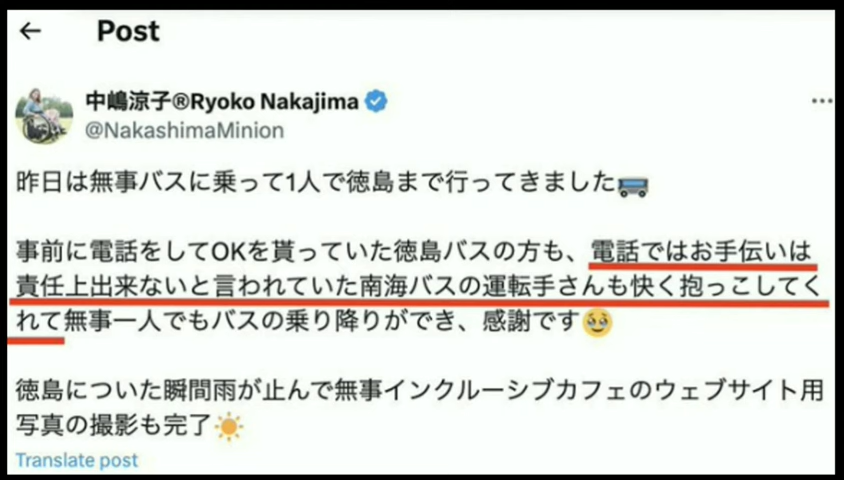 ← Post
中嶋涼子®Ryoko Nakajima
@NakashimaMinion
昨日は無事バスに乗って1人で徳島まで行ってきました🚌
事前に電話をしてOKを貰っていた徳島バスの方も、電話ではお手伝いは
責任上出来ないと言われていた南海バスの運転手さんも快く抱っこしてく
れて無事一人でもバスの乗り降りができ、感謝です🥹
徳島についた瞬間雨が止んで無事インクルーシブカフェのウェブサイト用
写真の撮影も完了☀️
Translate post